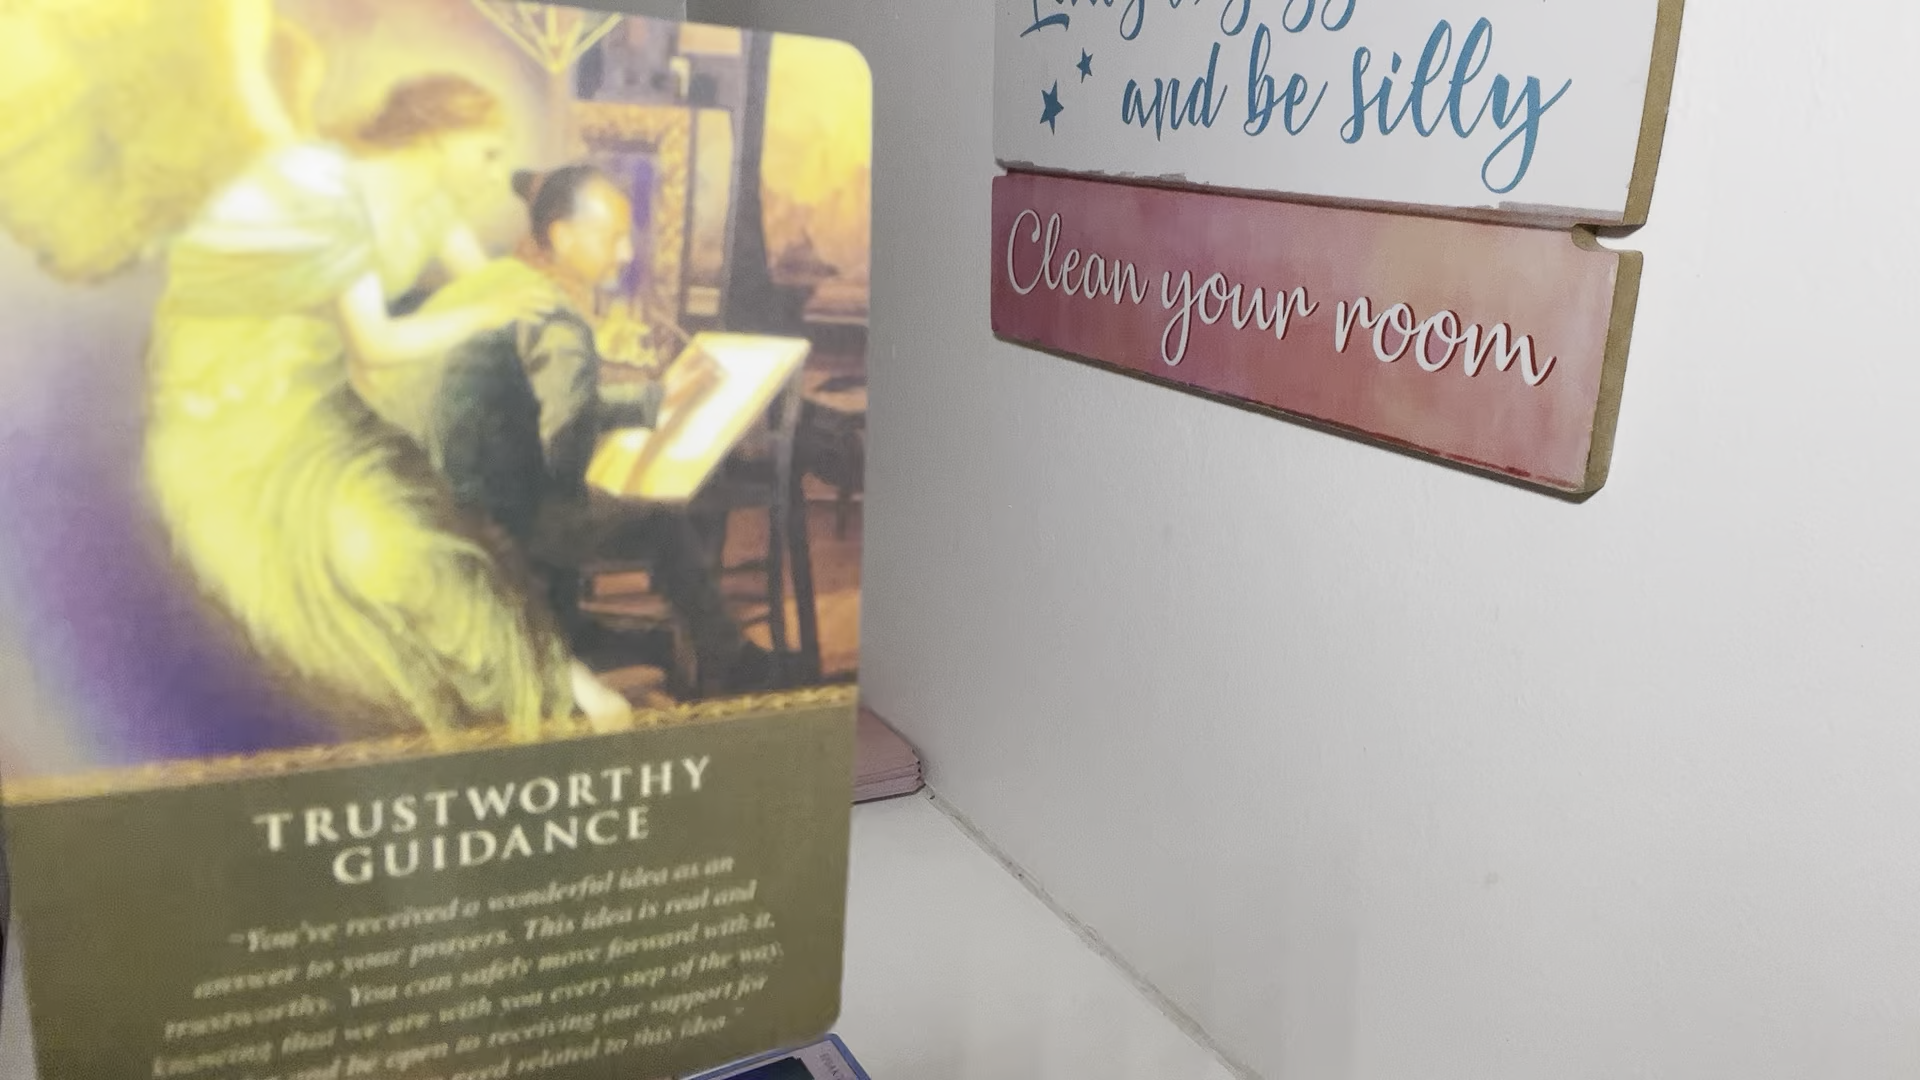 and be silly
Clean your room
TRUSTWORTHY
GUIDANCE
"You've received a wonderful idea as an
answer to your prayers. This idea is real and
trustworthy. You can safely move forward with it,
knowing that we are with you every step of the way.
and be open to receiving our support for
need related to this idea."